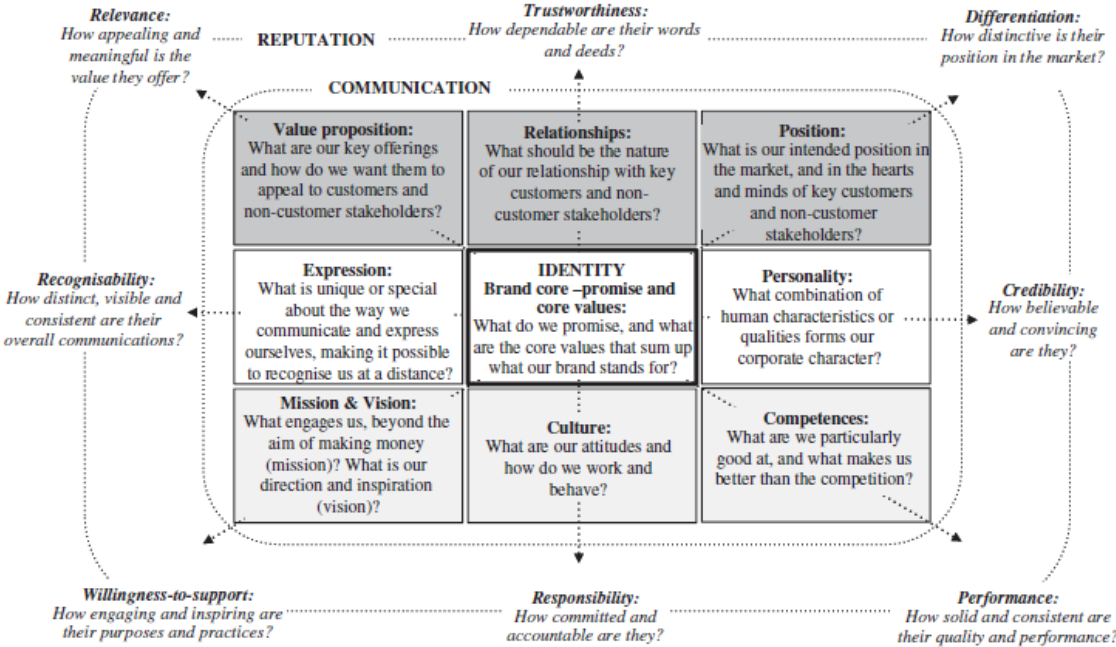 Relevance:
How appealing and
meaningful is the
value they offer?
REPUTATION
Trustworthiness:
How dependable are their words
and deeds?
Differentiation:
How distinctive is their
position in the market?
COMMUNICATION
Value proposition:
What are our key offerings
and how do we want them to
appeal to customers and
non-customer stakeholders?
Relationships:
What should be the nature
of our relationship with key
customers and non-
customer stakeholders?
Position:
What is our intended position in
the market, and in the hearts
and minds of key customers
and non-customer
stakeholders?
Recognisability:
How distinct, visible and
consistent are their
overall communications?
Expression:
What is unique or special
about the way we
communicate and express
ourselves, making it possible
to recognise us at a distance?
IDENTITY
Brand core –promise and
core values:
What do we promise, and what
are the core values that sum up
what our brand stands for?
Personality:
What combination of
human characteristics or
qualities forms our
corporate character?
Credibility:
How believable
and convincing
are they?
Mission & Vision:
What engages us, beyond the
aim of making money
(mission)? What is our
direction and inspiration
(vision)?
Culture:
What are our attitudes and
how do we work and
behave?
Competences:
What are we particularly
good at, and what makes us
better than the competition?
Willingness-to-support:
How engaging and inspiring are
their purposes and practices?
Responsibility:
How committed and
accountable are they?
Performance:
How solid and consistent are
their quality and performance?